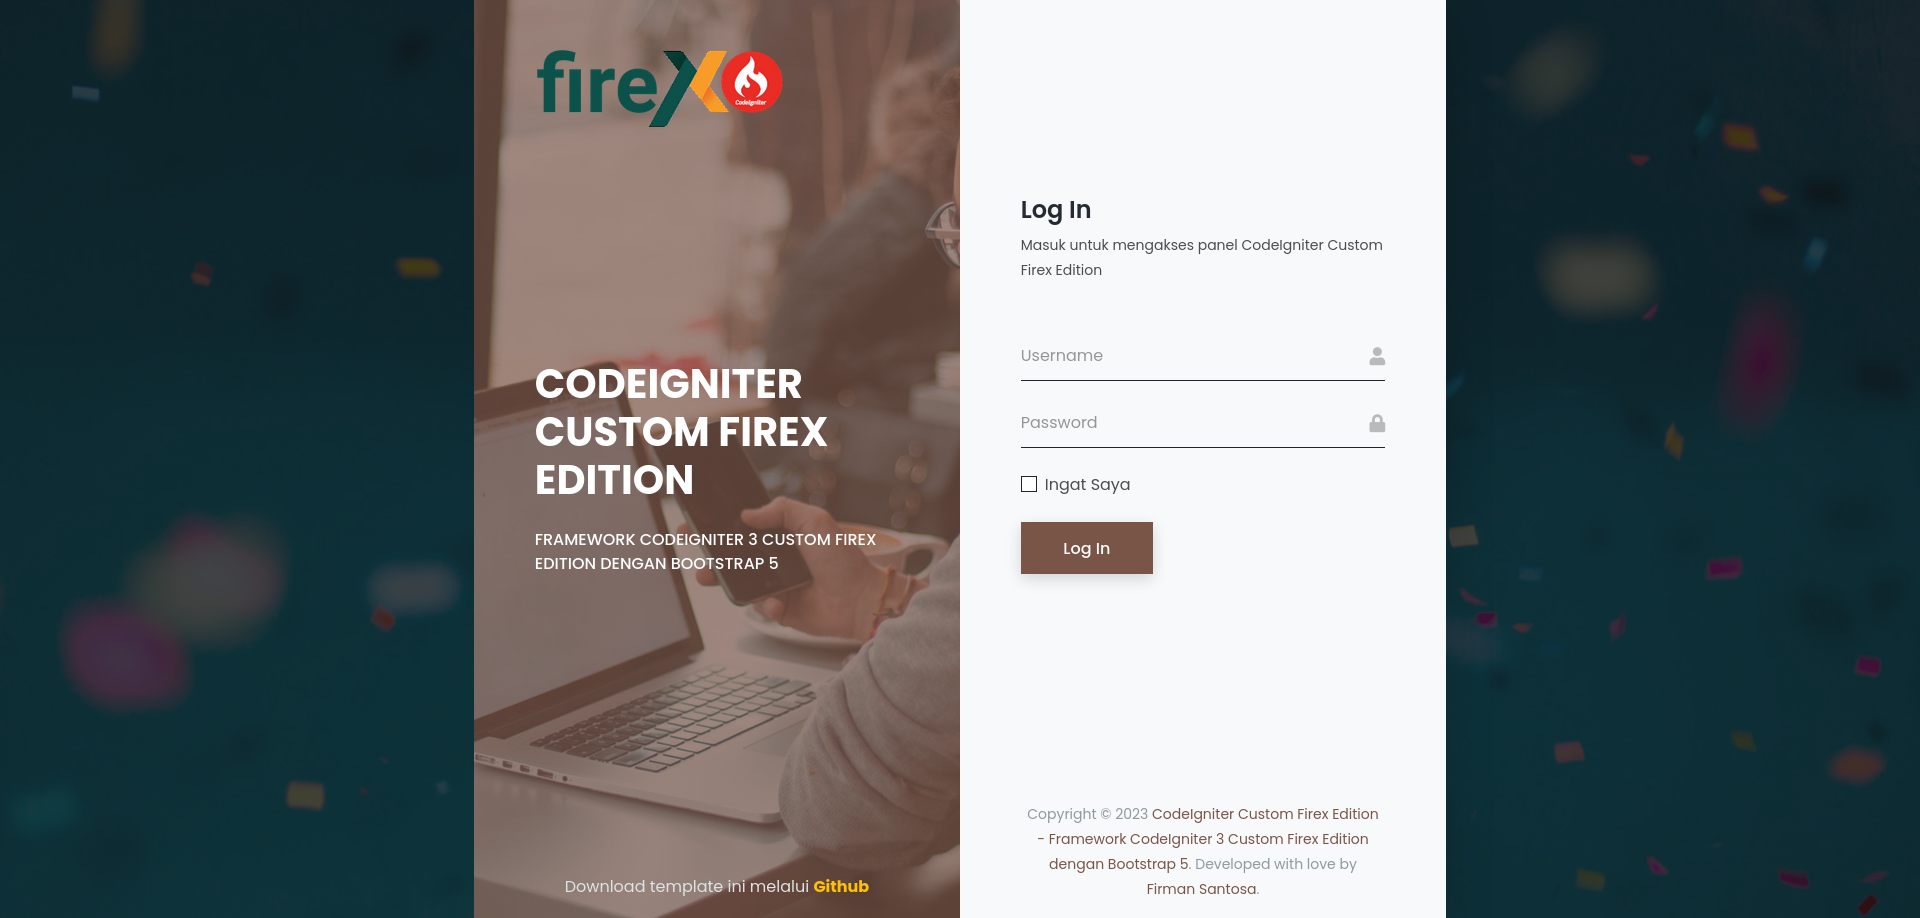 fireX
CodeIgniter
CODEIGNITER
CUSTOM FIREX
EDITION
FRAMEWORK CODEIGNITER 3 CUSTOM FIREX
EDITION DENGAN BOOTSTRAP 5
Download template ini melalui Github
Log In
Masuk untuk mengakses panel CodeIgniter Custom
Firex Edition
Username
Password
Ingat Saya
Log In
Copyright © 2023 CodeIgniter Custom Firex Edition
- Framework CodeIgniter 3 Custom Firex Edition
dengan Bootstrap 5. Developed with love by
Firman Santosa.